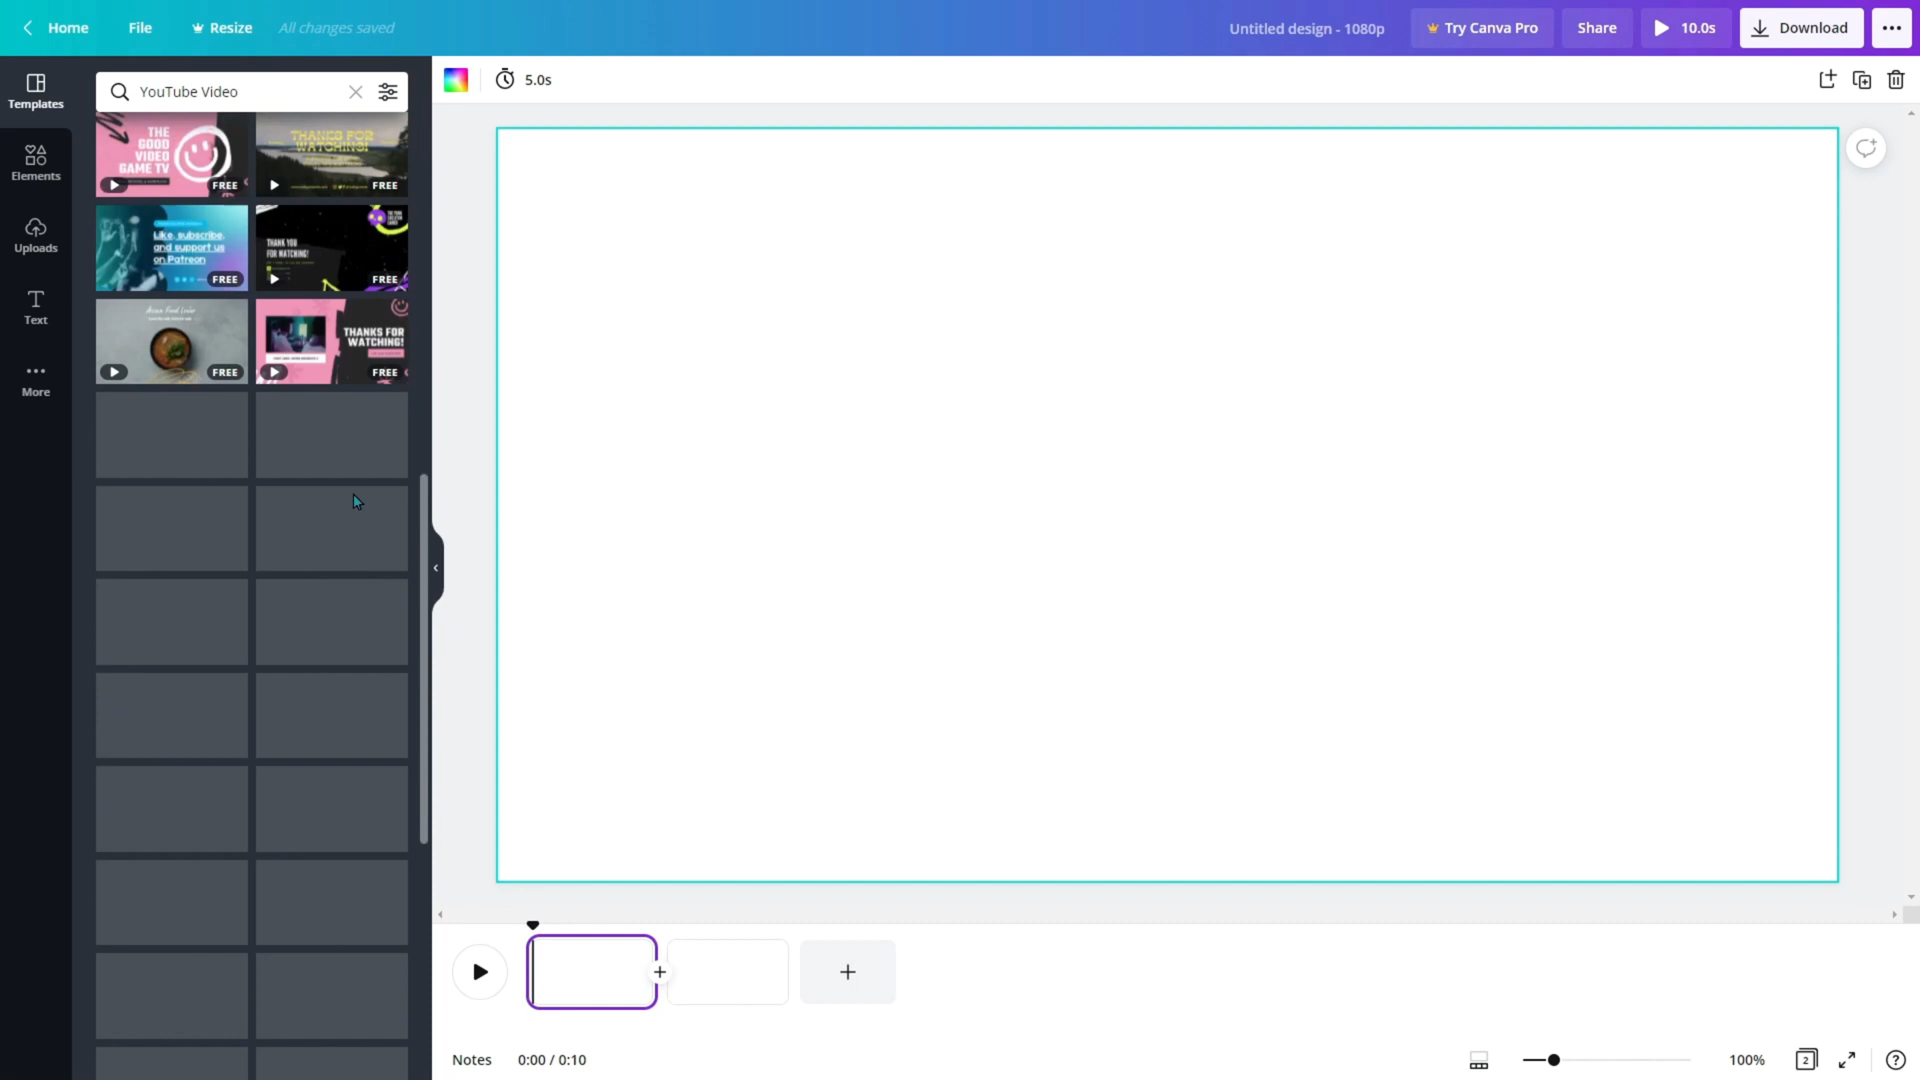 Home
File
Resize
All changes saved
Untitled design - 1080p
Try Canva Pro
Share
10.0s
Download
Templates
Elements
Uploads
Text
More
YouTube Video
5.0s
THE
GOOD
VIDEO
GAME TV
FREE
THANKS FOR
WATCHING!
FREE
Like, subscribe,
and support us
on Patreon
FREE
THANK YOU
FOR WATCHING!
FREE
Asian Food Lover
FREE
THANKS FOR
WATCHING!
FREE
Notes
0:00 / 0:10
100%
2